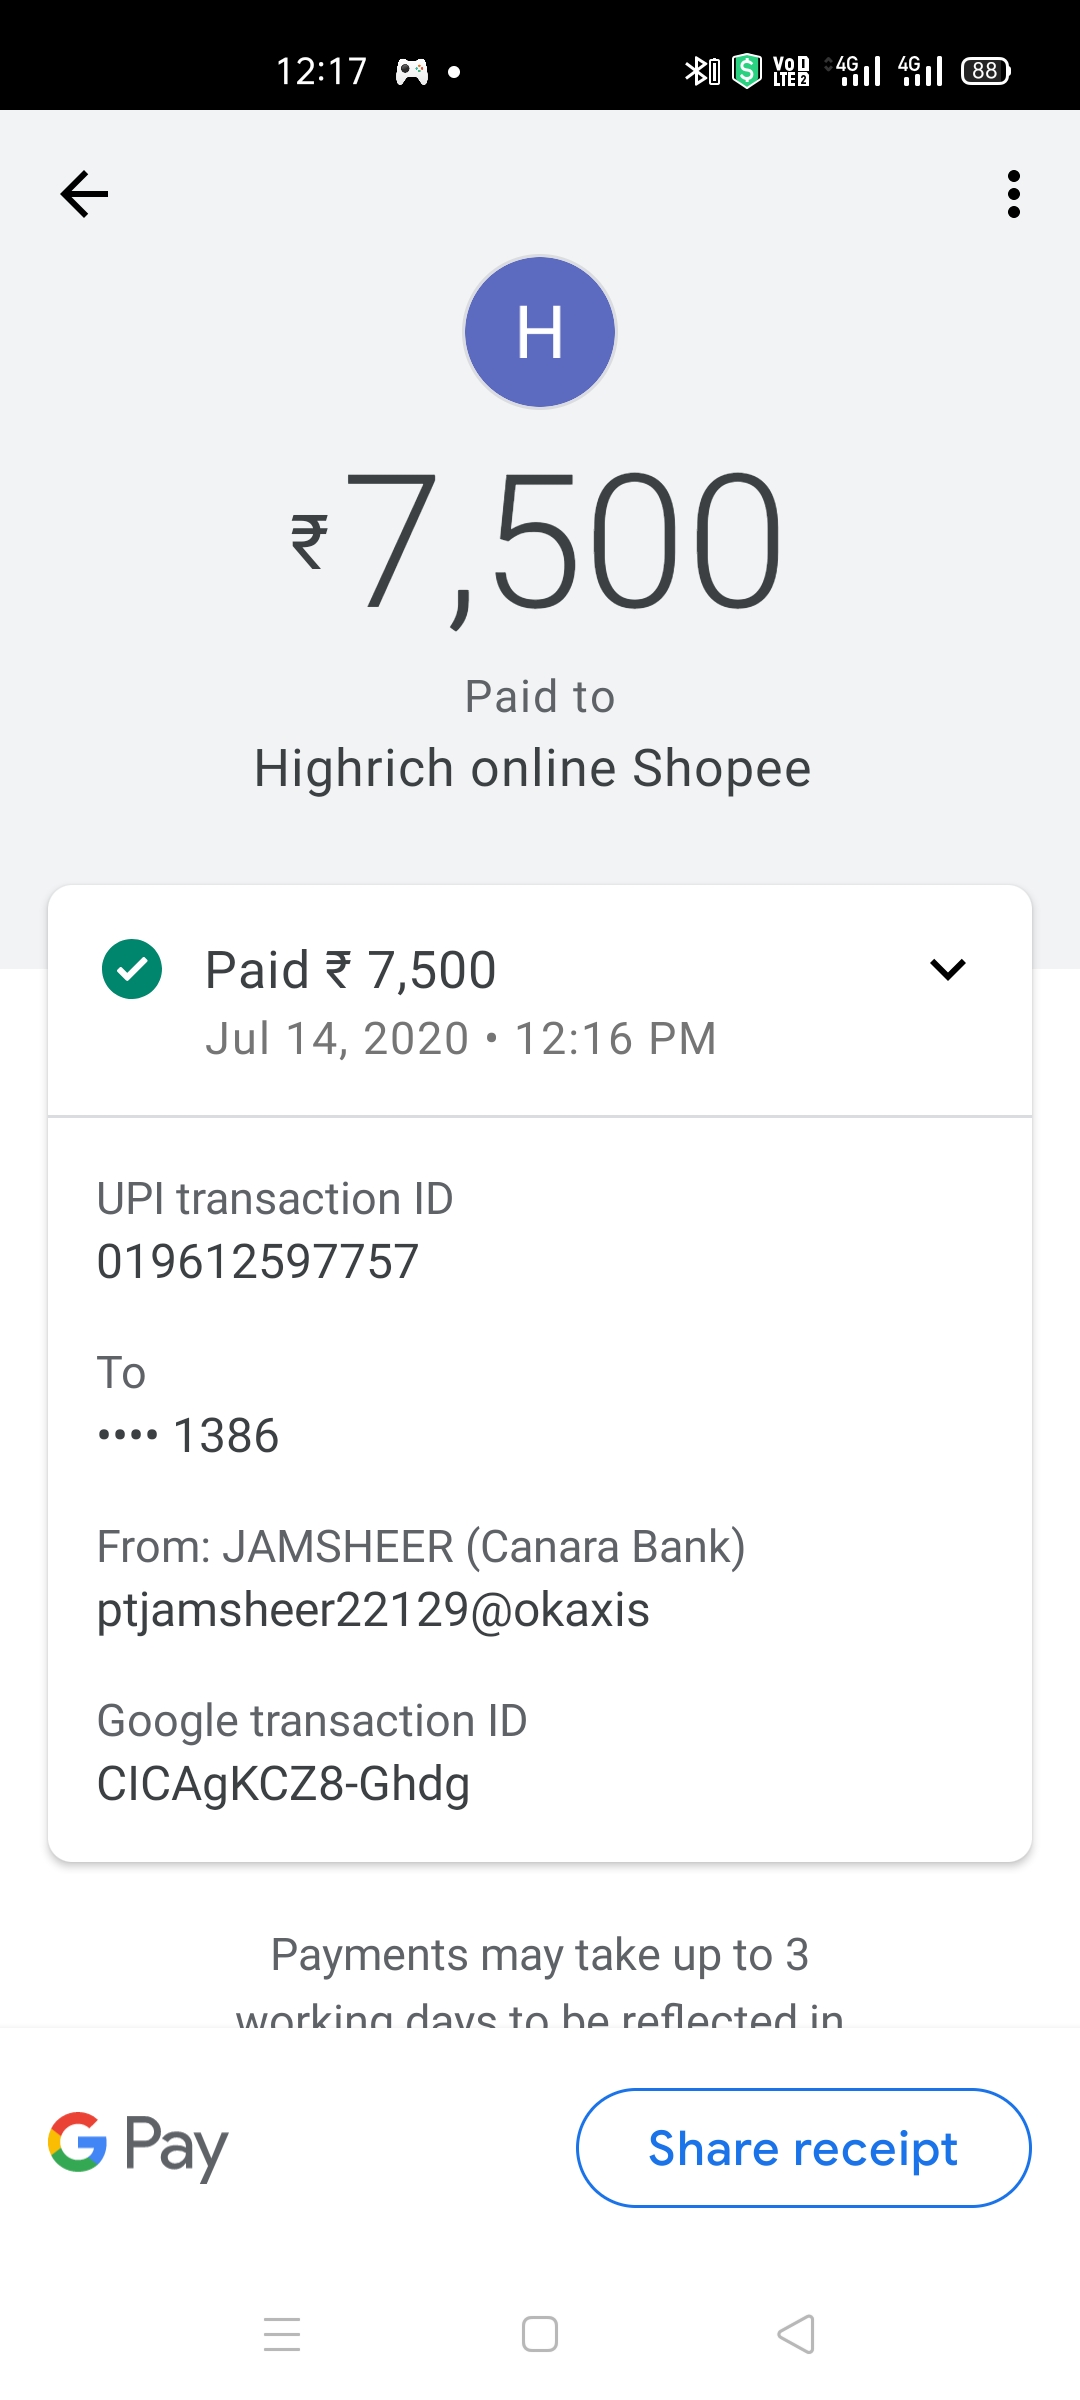 12:17
VoD LTE2 4G 4G 88
H
₹7,500
Paid to
Highrich online Shopee
Paid ₹ 7,500
Jul 14, 2020 • 12:16 PM
UPI transaction ID
019612597757
To
•••• 1386
From: JAMSHEER (Canara Bank)
ptjamsheer22129@okaxis
Google transaction ID
CICAgKCZ8-Ghdg
Payments may take up to 3
working days to be reflected in
G Pay
Share receipt